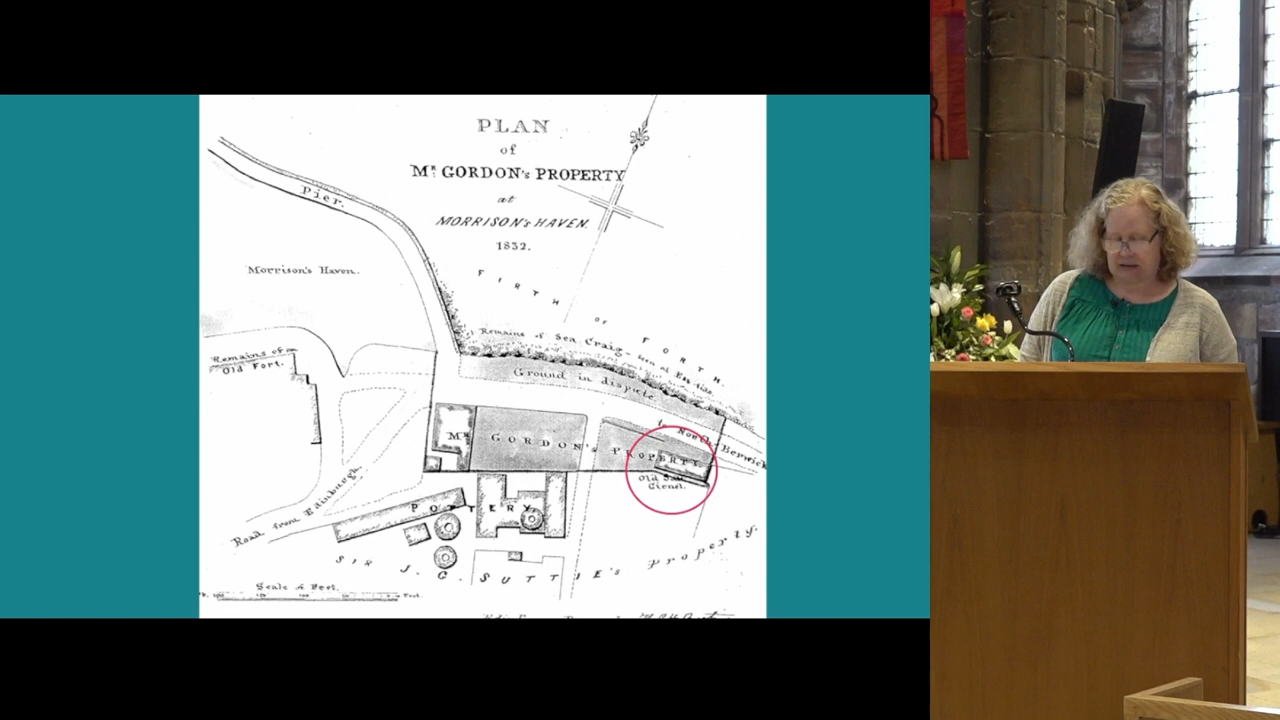 PLAN
of
Mʳ GORDON's PROPERTY
at
MORRISON's HAVEN.
1832.
Pier.
Morrison's Haven.
FIRTH OF FORTH.
Remains of Sea Craig
Remains of an
Old Fort.
Ground in dispute
to North Berwick
Mʳ GORDON's PROPERTY
Old Salt
Girnel.
POTTERY
Road from Edinburgh
SIR J. G. SUTTIE's property.
Scale of Feet.